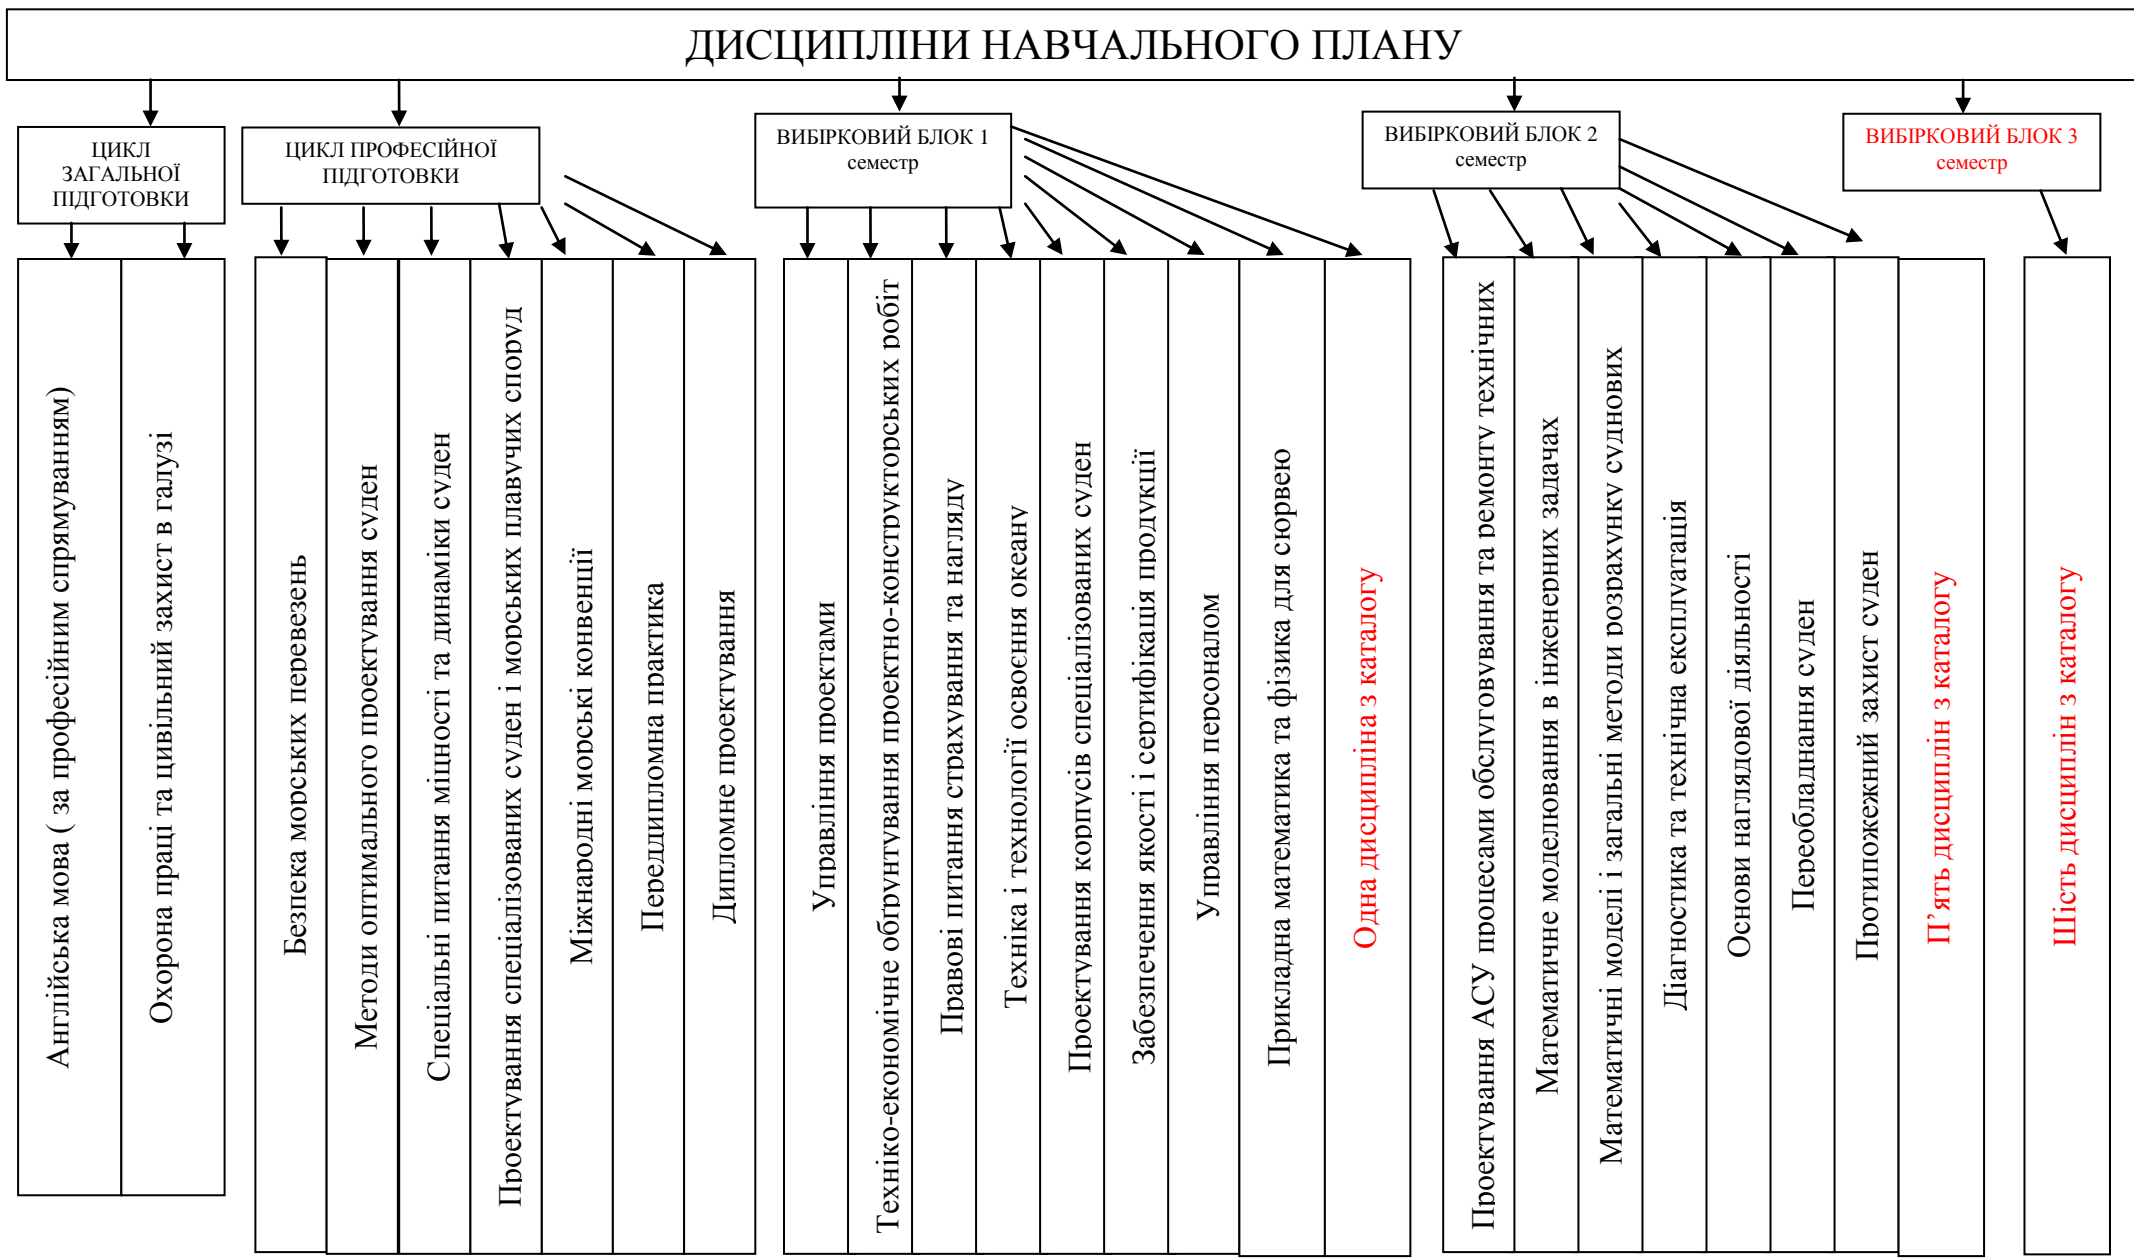 ДИСЦИПЛІНИ НАВЧАЛЬНОГО ПЛАНУ
ЦИКЛ
ЗАГАЛЬНОЇ
ПІДГОТОВКИ
ЦИКЛ ПРОФЕСІЙНОЇ
ПІДГОТОВКИ
ВИБІРКОВИЙ БЛОК 1
семестр
ВИБІРКОВИЙ БЛОК 2
семестр
ВИБІРКОВИЙ БЛОК 3
семестр
Англійська мова ( за професійним спрямуванням)
Охорона праці та цивільний захист в галузі
Безпека морських перевезень
Методи оптимального проектування суден
Спеціальні питання міцності та динаміки суден
Проектування спеціалізованих суден і морських плавучих споруд
Міжнародні морські конвенції
Переддипломна практика
Дипломне проектування
Управління проектами
Техніко-економічне обґрунтування проектно-конструкторських робіт
Правові питання страхування та нагляду
Техніка і технології освоєння океану
Проектування корпусів спеціалізованих суден
Забезпечення якості і сертифікація продукції
Управління персоналом
Прикладна математика та фізика для сюрвею
Одна дисципліна з каталогу
Проектування АСУ процесами обслуговування та ремонту технічних
Математичне моделювання в інженерних задачах
Математичні моделі і загальні методи розрахунку суднових
Діагностика та технічна експлуатація
Основи наглядової діяльності
Переобладнання суден
Протипожежний захист суден
П’ять дисциплін з каталогу
Шість дисциплін з каталогу